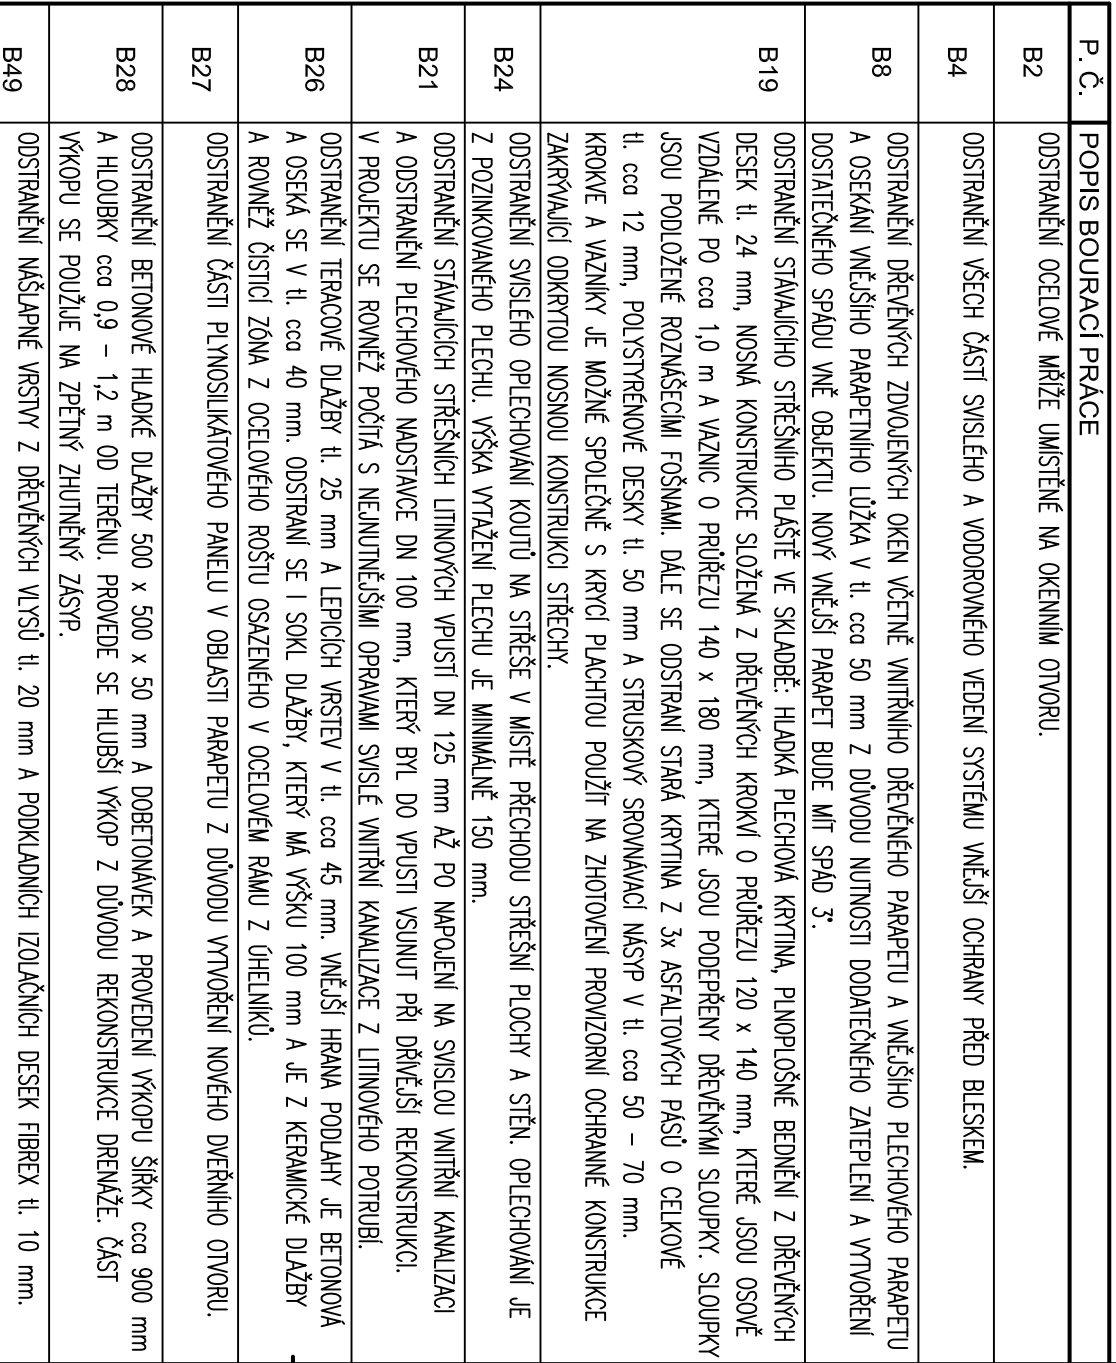 P. Č. POPIS BOURACÍ PRÁCE
B2 ODSTRANĚNÍ OCELOVÉ MŘÍŽE UMÍSTĚNÉ NA OKENNÍM OTVORU.
B4 ODSTRANĚNÍ VŠECH ČÁSTÍ SVISLÉHO A VODOROVNÉHO VEDENÍ SYSTÉMU VNĚJŠÍ OCHRANY PŘED BLESKEM.
B8 ODSTRANĚNÍ DŘEVĚNÝCH ZDVOJENÝCH OKEN VČETNĚ VNITŘNÍHO DŘEVĚNÉHO PARAPETU A VNĚJŠÍHO PLECHOVÉHO PARAPETU
A OSEKÁNÍ VNĚJŠÍHO PARAPETNÍHO LŮŽKA V tl. cca 50 mm Z DŮVODU NUTNOSTI DODATEČNÉHO ZATEPLENÍ A VYTVOŘENÍ
DOSTATEČNÉHO SPÁDU VNĚ OBJEKTU. NOVÝ VNĚJŠÍ PARAPET BUDE MÍT SPÁD 3°.
B19 ODSTRANĚNÍ STÁVAJÍCÍHO STŘEŠNÍHO PLÁŠTĚ VE SKLADBĚ: HLADKÁ PLECHOVÁ KRYTINA, PLNOPLOŠNÉ BEDNĚNÍ Z DŘEVĚNÝCH
DESEK tl. 24 mm, NOSNÁ KONSTRUKCE SLOŽENÁ Z DŘEVĚNÝCH KROKVÍ O PRŮŘEZU 120 x 140 mm, KTERÉ JSOU OSOVĚ
VZDÁLENÉ PO cca 1,0 m A VAZNIC O PRŮŘEZU 140 x 180 mm, KTERÉ JSOU PODEPŘENY DŘEVĚNÝMI SLOUPKY. SLOUPKY
JSOU PODLOŽENÉ ROZNÁŠECÍMI FOŠNAMI. DÁLE SE ODSTRANÍ STARÁ KRYTINA Z 3x ASFALTOVÝCH PÁSŮ O CELKOVÉ
tl. cca 12 mm, POLYSTYRÉNOVÉ DESKY tl. 50 mm A STRUSKOVÝ SROVNÁVACÍ NÁSYP V tl. cca 50 – 70 mm.
KROKVE A VAZNÍKY JE MOŽNÉ SPOLEČNĚ S KRYCÍ PLACHTOU POUŽÍT NA ZHOTOVENÍ PROVIZORNÍ OCHRANNÉ KONSTRUKCE
ZAKRÝVAJÍCÍ ODKRYTOU NOSNOU KONSTRUKCI STŘECHY.
B24 ODSTRANĚNÍ SVISLÉHO OPLECHOVÁNÍ KOUTŮ NA STŘEŠE V MÍSTĚ PŘECHODU STŘEŠNÍ PLOCHY A STĚN. OPLECHOVÁNÍ JE
Z POZINKOVANÉHO PLECHU. VÝŠKA VYTAŽENÍ PLECHU JE MINIMÁLNĚ 150 mm.
B21 ODSTRANĚNÍ STÁVAJÍCÍCH STŘEŠNÍCH LITINOVÝCH VPUSTÍ DN 125 mm AŽ PO NAPOJENÍ NA SVISLOU VNITŘNÍ KANALIZACI
A ODSTRANĚNÍ PLECHOVÉHO NADSTAVCE DN 100 mm, KTERÝ BYL DO VPUSTI VSUNUT PŘI DŘÍVĚJŠÍ REKONSTRUKCI.
V PROJEKTU SE ROVNĚŽ POČÍTÁ S NEJNUTNĚJŠÍMI OPRAVAMI SVISLÉ VNITŘNÍ KANALIZACE Z LITINOVÉHO POTRUBÍ.
B26 ODSTRANĚNÍ TERACOVÉ DLAŽBY tl. 25 mm A LEPICÍCH VRSTEV V tl. cca 45 mm. VNĚJŠÍ HRANA PODLAHY JE BETONOVÁ
A OSEKÁ SE V tl. cca 40 mm. ODSTRANÍ SE I SOKL DLAŽBY, KTERÝ MÁ VÝŠKU 100 mm A JE Z KERAMICKÉ DLAŽBY
A ROVNĚŽ ČISTICÍ ZÓNA Z OCELOVÉHO ROŠTU OSAZENÉHO V OCELOVÉM RÁMU Z ÚHELNÍKŮ.
B27 ODSTRANĚNÍ ČÁSTI PLYNOSILIKÁTOVÉHO PANELU V OBLASTI PARAPETU Z DŮVODU VYTVOŘENÍ NOVÉHO DVEŘNÍHO OTVORU.
B28 ODSTRANĚNÍ BETONOVÉ HLADKÉ DLAŽBY 500 x 500 x 50 mm A DOBETONÁVEK A PROVEDENÍ VÝKOPU ŠÍŘKY cca 900 mm
A HLOUBKY cca 0,9 – 1,2 m OD TERÉNU. PROVEDE SE HLUBŠÍ VÝKOP Z DŮVODU REKONSTRUKCE DRENÁŽE. ČÁST
VÝKOPU SE POUŽIJE NA ZPĚTNÝ ZHUTNĚNÝ ZÁSYP.
B49 ODSTRANĚNÍ NÁŠLAPNÉ VRSTVY Z DŘEVĚNÝCH VLYSŮ tl. 20 mm A PODKLADNÍCH IZOLAČNÍCH DESEK FIBREX tl. 10 mm.